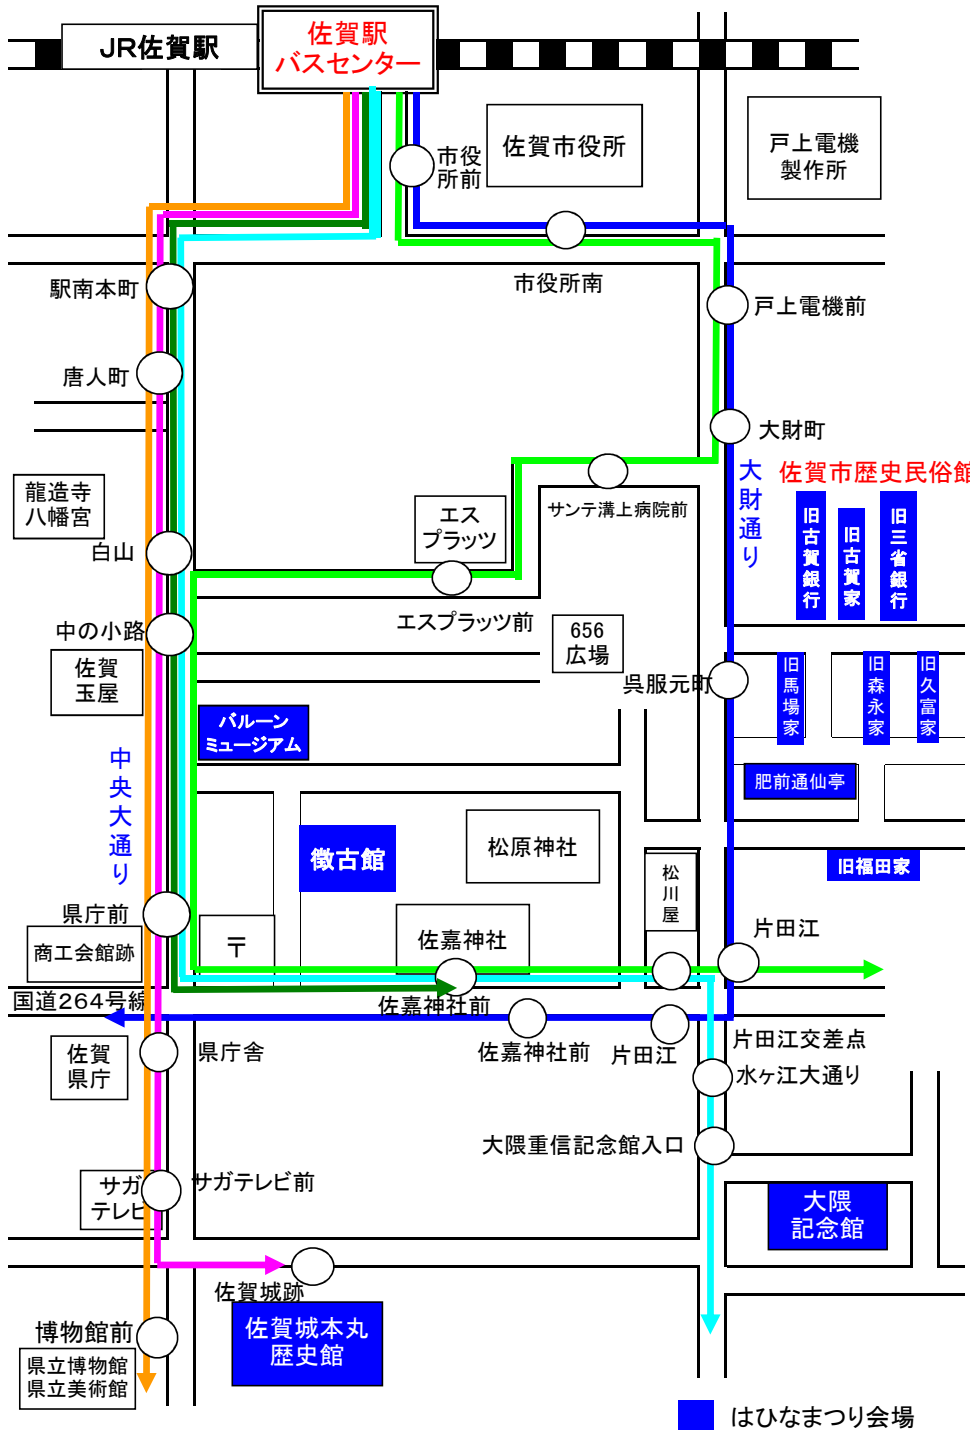 JR佐賀駅
佐賀駅
バスセンター
市役
所前
佐賀市役所
戸上電機
製作所
駅南本町
市役所南
戸上電機前
唐人町
大財町
大財通り
佐賀市歴史民俗館
龍造寺
八幡宮
エス
プラッツ
サンテ溝上病院前
旧古賀銀行
旧古賀家
旧三省銀行
白山
中の小路
エスプラッツ前
656
広場
佐賀
玉屋
呉服元町
旧馬場家
旧森永家
旧久富家
バルーン
ミュージアム
中央大通り
肥前通仙亭
徴古館
松原神社
松川屋
旧福田家
県庁前
商工会館跡
〒
佐嘉神社
片田江
国道264号線
佐嘉神社前
佐嘉神社前
片田江
片田江交差点
佐賀
県庁
県庁舎
水ヶ江大通り
大隈重信記念館入口
サガ
テレビ
サガテレビ前
大隈
記念館
佐賀城跡
博物館前
佐賀城本丸
歴史館
県立博物館
県立美術館
はひなまつり会場